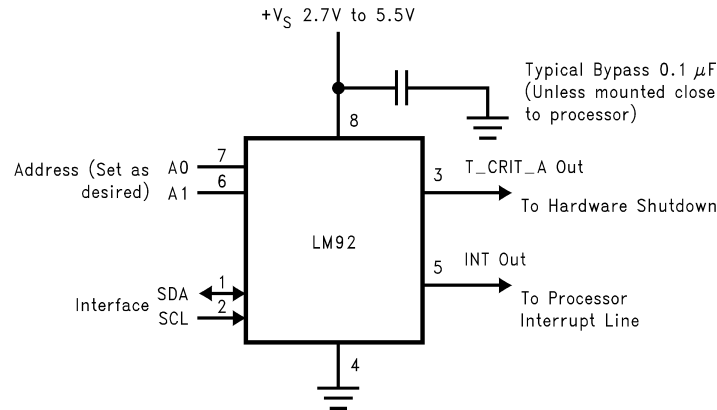 +VS 2.7V to 5.5V
Typical Bypass 0.1 μF
(Unless mounted close
to processor)
8
Address (Set as
desired)
A0
7
A1
6
3
T_CRIT_A Out
To Hardware Shutdown
LM92
5
INT Out
To Processor
Interrupt Line
Interface
SDA
1
SCL
2
4